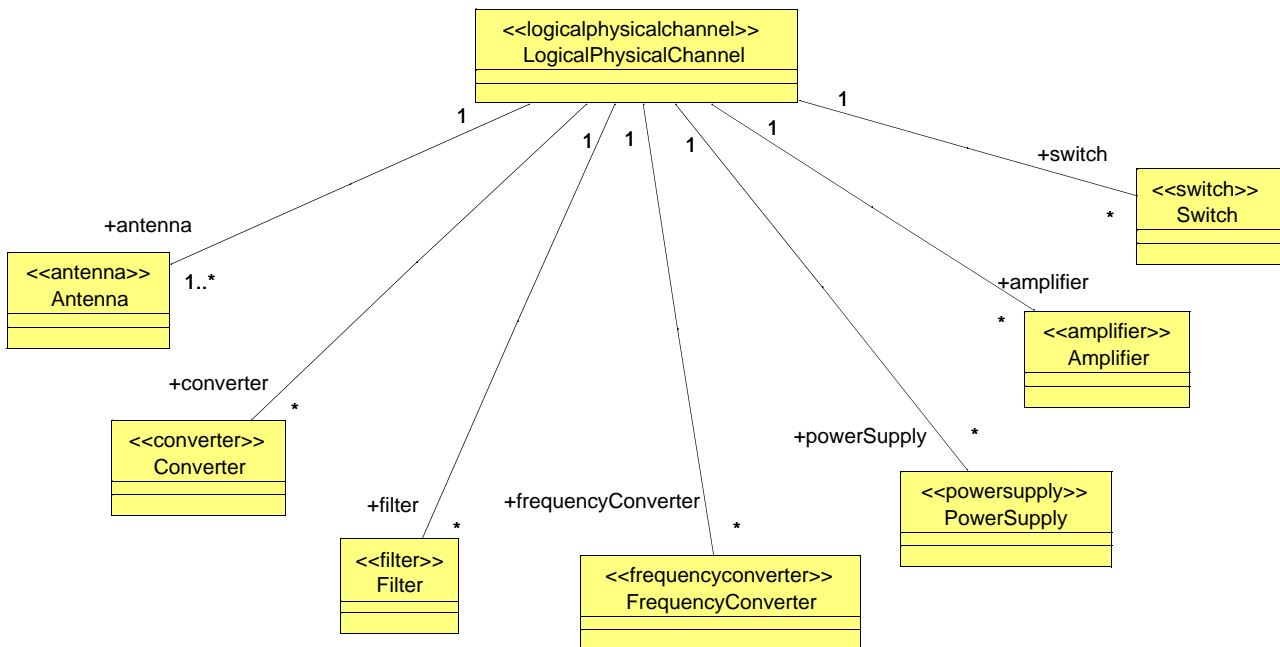 <<logicalphysicalchannel>>
LogicalPhysicalChannel
1
1
1
1
1
1
+switch
<<switch>>
Switch
*
+antenna
<<antenna>>
Antenna
1..*
+amplifier
*
<<amplifier>>
Amplifier
+converter
*
<<converter>>
Converter
+powerSupply
*
<<powersupply>>
PowerSupply
+filter
*
<<filter>>
Filter
+frequencyConverter
*
<<frequencyconverter>>
FrequencyConverter